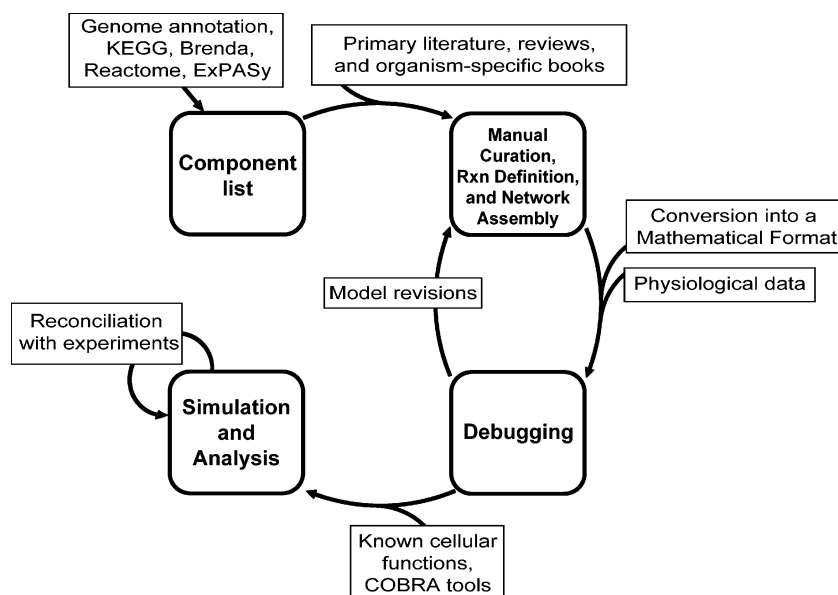 Genome annotation,
KEGG, Brenda,
Reactome, ExPASy
Primary literature, reviews,
and organism-specific books
Component
list
Manual
Curation,
Rxn Definition,
and Network
Assembly
Conversion into a
Mathematical Format
Physiological data
Model revisions
Reconciliation
with experiments
Simulation
and
Analysis
Debugging
Known cellular
functions,
COBRA tools